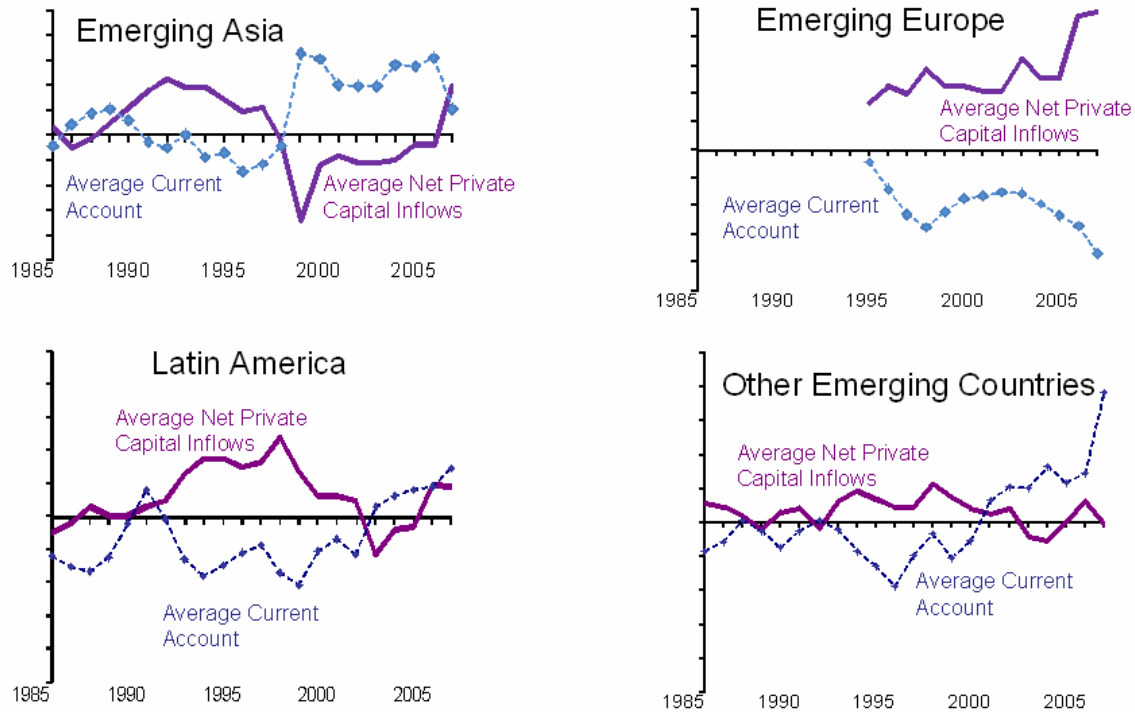 Emerging Asia
Average Current
Account
Average Net Private
Capital Inflows
1985 1990 1995 2000 2005
Emerging Europe
Average Net Private
Capital Inflows
Average Current
Account
1985 1990 1995 2000 2005
Latin America
Average Net Private
Capital Inflows
Average Current
Account
1985 1990 1995 2000 2005
Other Emerging Countries
Average Net Private
Capital Inflows
Average Current
Account
1985 1990 1995 2000 2005